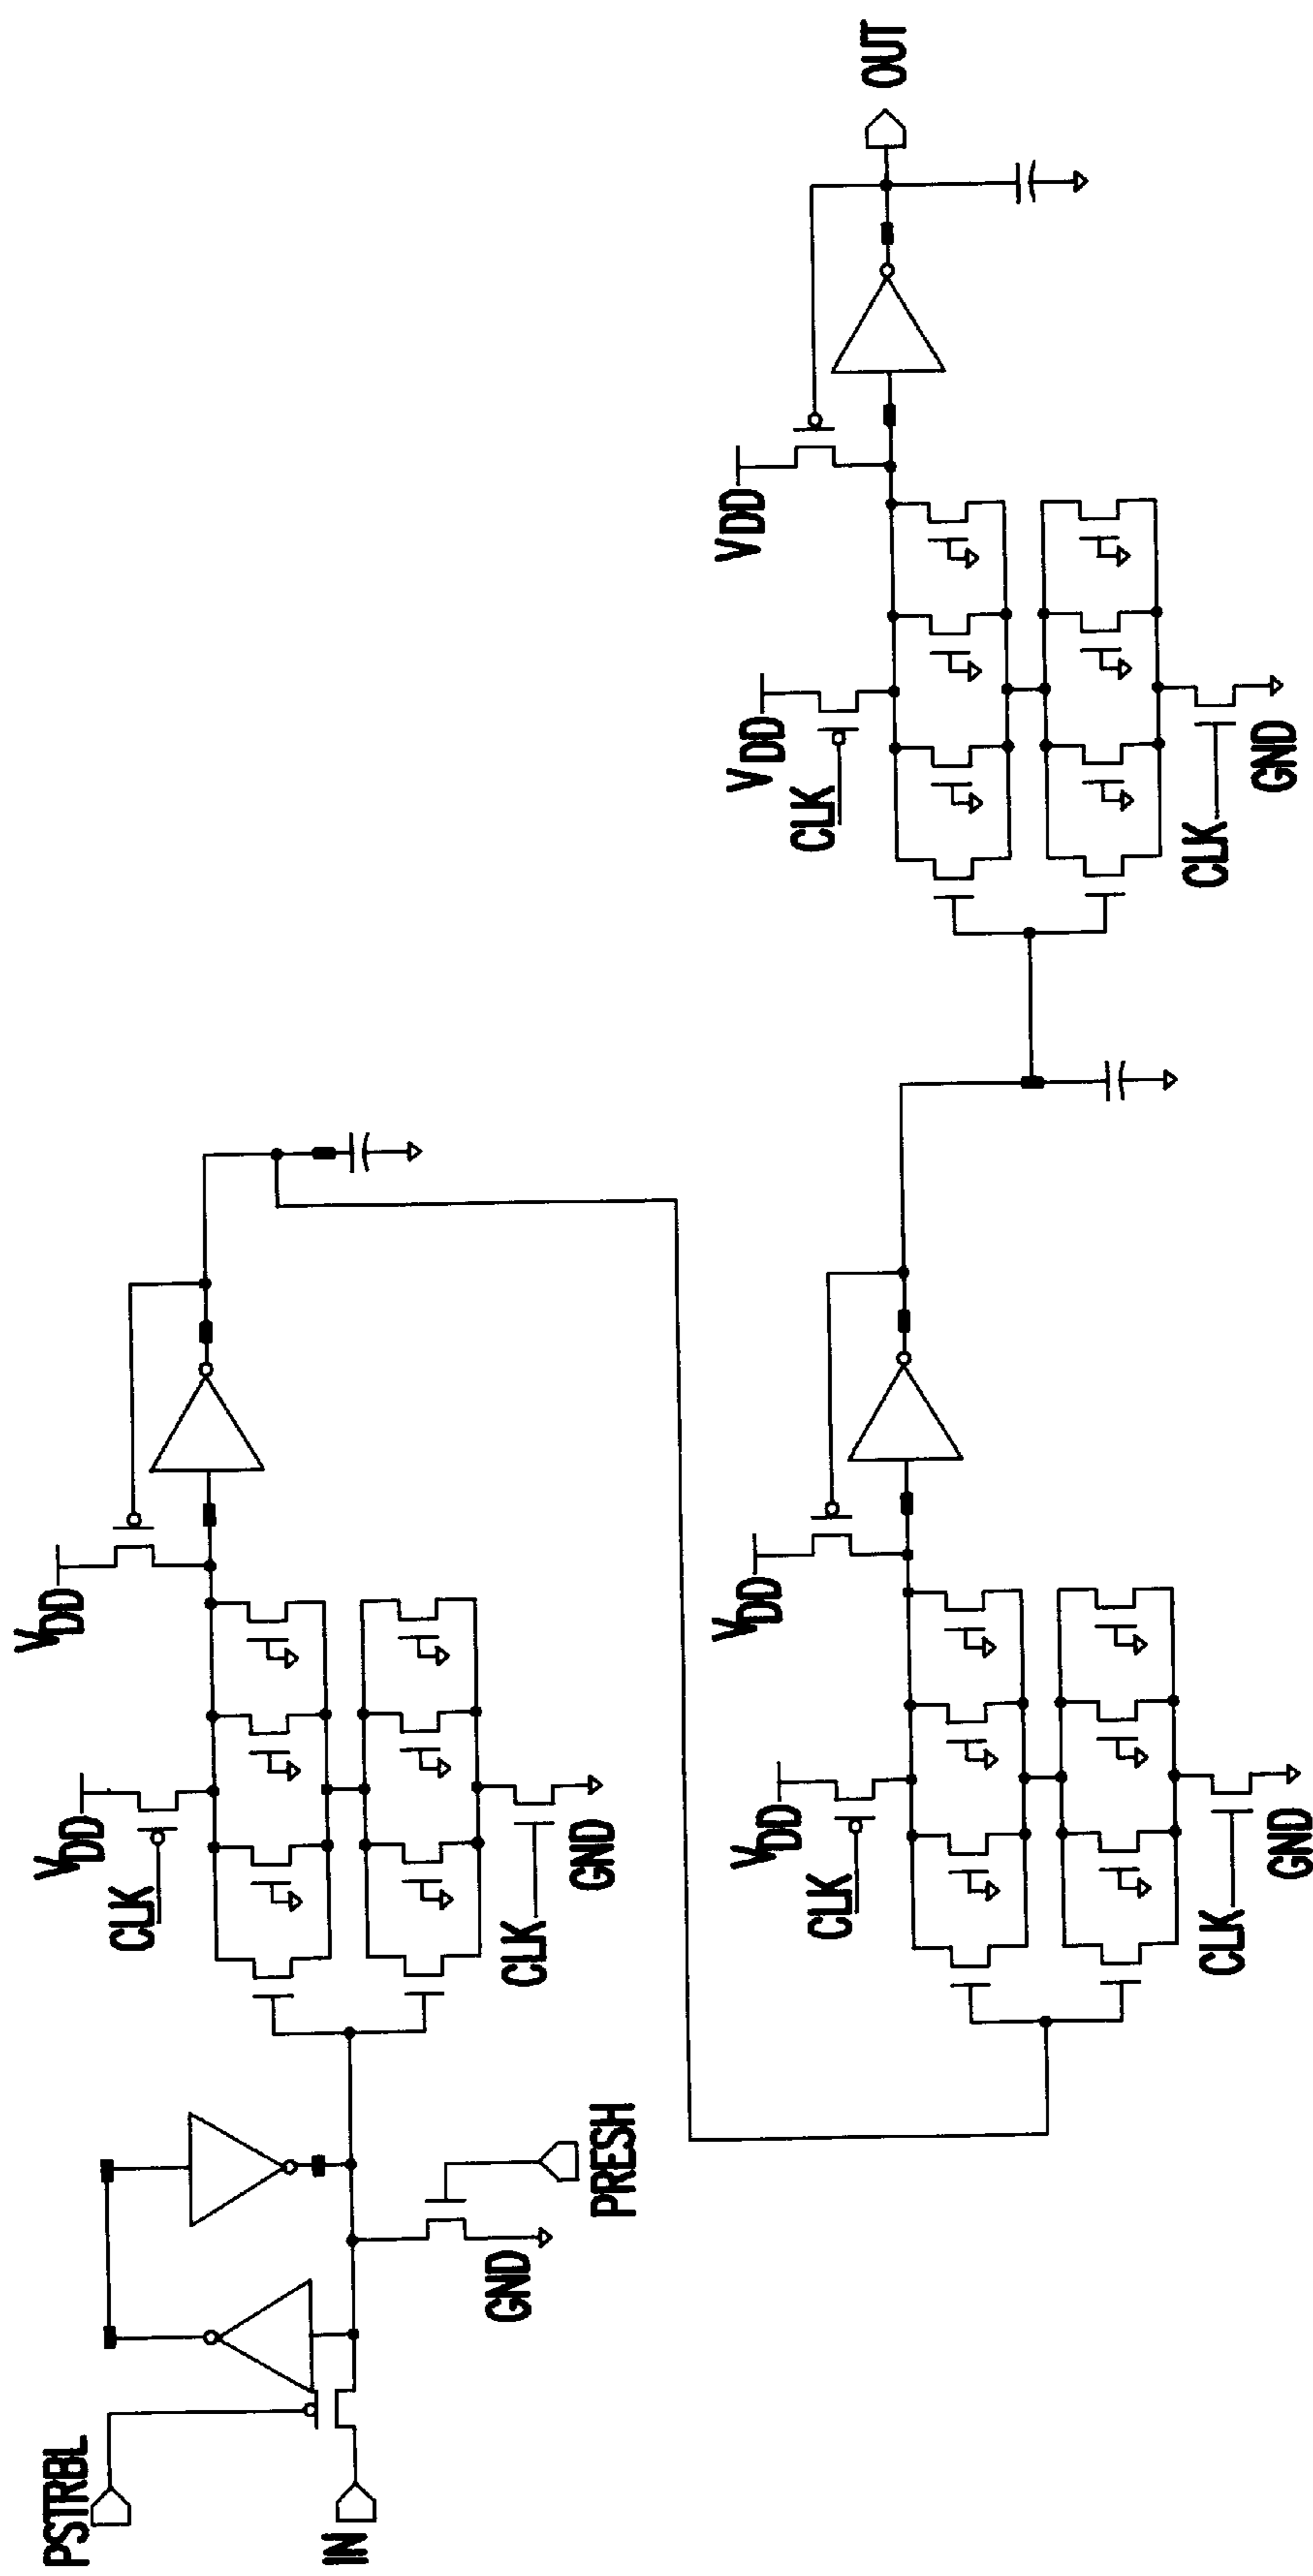 PSTRBL
IN
GND
PRESH
CLK
VDD
CLK
GND
VDD
CLK
VDD
CLK
GND
VDD
CLK
VDD
CLK
GND
VDD
OUT